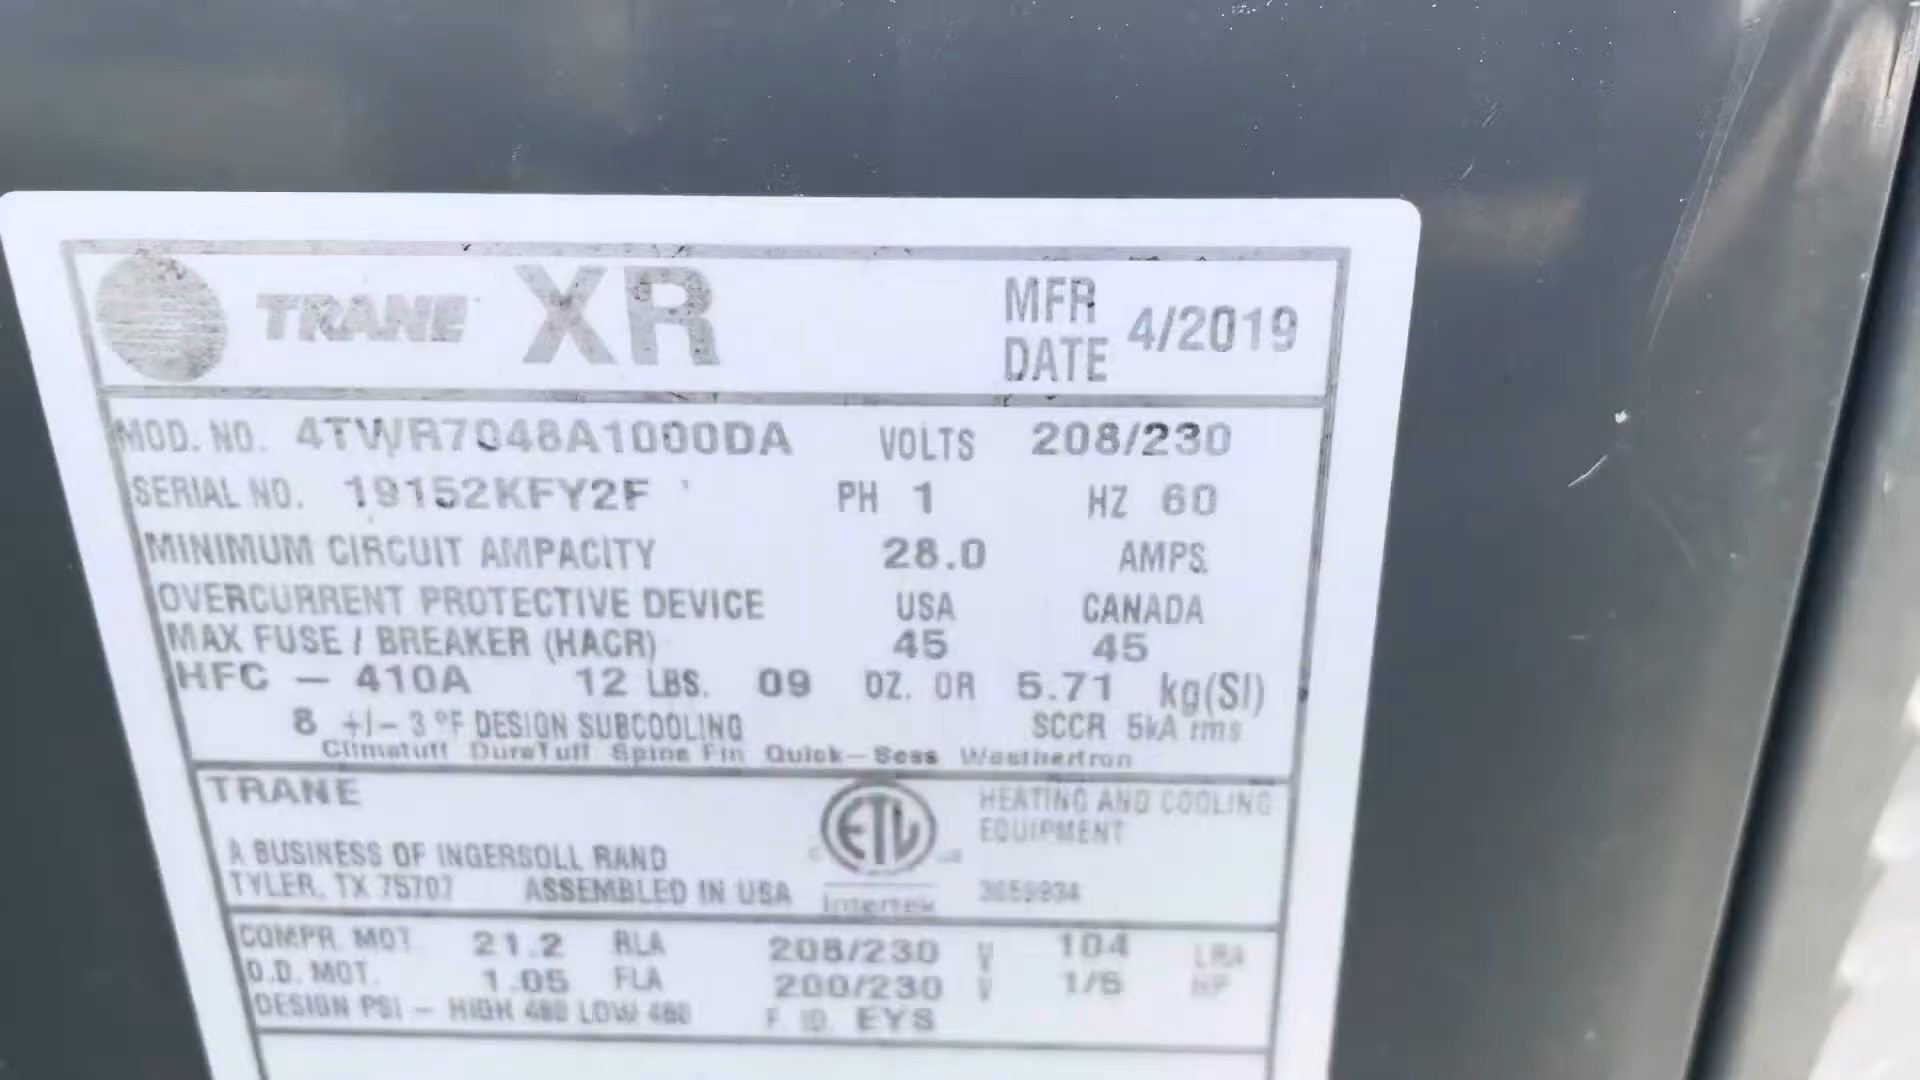 TRANE XR MFR DATE 4/2019
MOD. NO. 4TWR7048A1000DA VOLTS 208/230
SERIAL NO. 19152KFY2F PH 1 HZ 60
MINIMUM CIRCUIT AMPACITY 28.0 AMPS.
OVERCURRENT PROTECTIVE DEVICE USA CANADA
MAX FUSE / BREAKER (HACR) 45 45
HFC – 410A 12 LBS. 09 OZ. OR 5.71 kg(SI)
8 +/– 3 °F DESIGN SUBCOOLING SCCR 5kA rms
Climatuff DuraTuff Spine Fin Quick–Sess Weathertron
TRANE
ETL
HEATING AND COOLING
EQUIPMENT
A BUSINESS OF INGERSOLL RAND
TYLER, TX 75707 ASSEMBLED IN USA Intertek
COMPR. MOT. 21.2 RLA 208/230 V 104 LRA
O.D. MOT. 1.05 FLA 200/230 V HP
DESIGN PSI – HIGH 480 LOW 480 F. ID. EYS